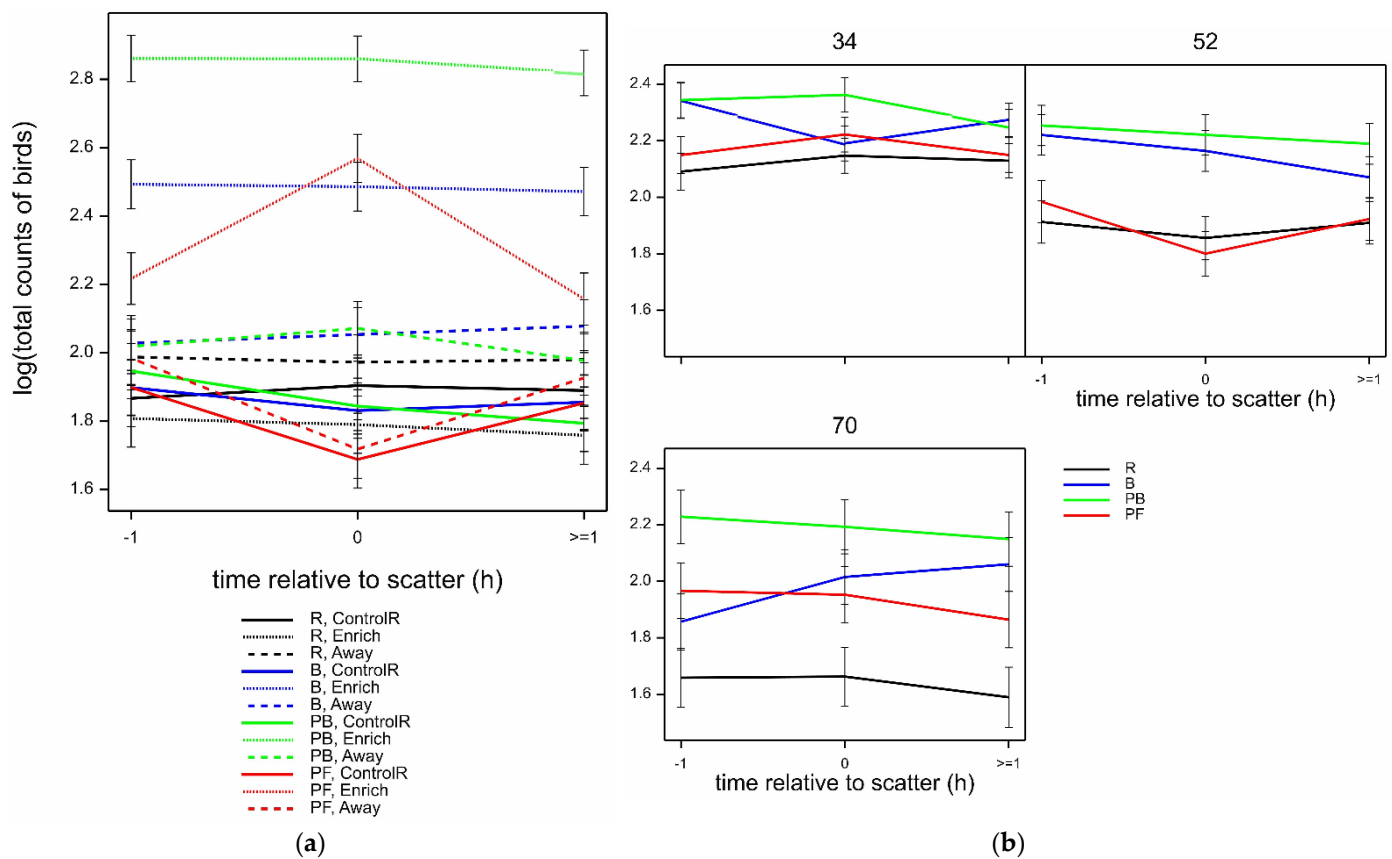 log(total counts of birds)
2.8
2.6
2.4
2.2
2.0
1.8
1.6
-1
0
>=1
time relative to scatter (h)
R, ControlR
R, Enrich
R, Away
B, ControlR
B, Enrich
B, Away
PB, ControlR
PB, Enrich
PB, Away
PF, ControlR
PF, Enrich
PF, Away
(a)
34
52
2.4
2.2
2.0
1.8
1.6
-1
0
>=1
time relative to scatter (h)
70
2.4
2.2
2.0
1.8
1.6
-1
0
>=1
time relative to scatter (h)
R
B
PB
PF
(b)